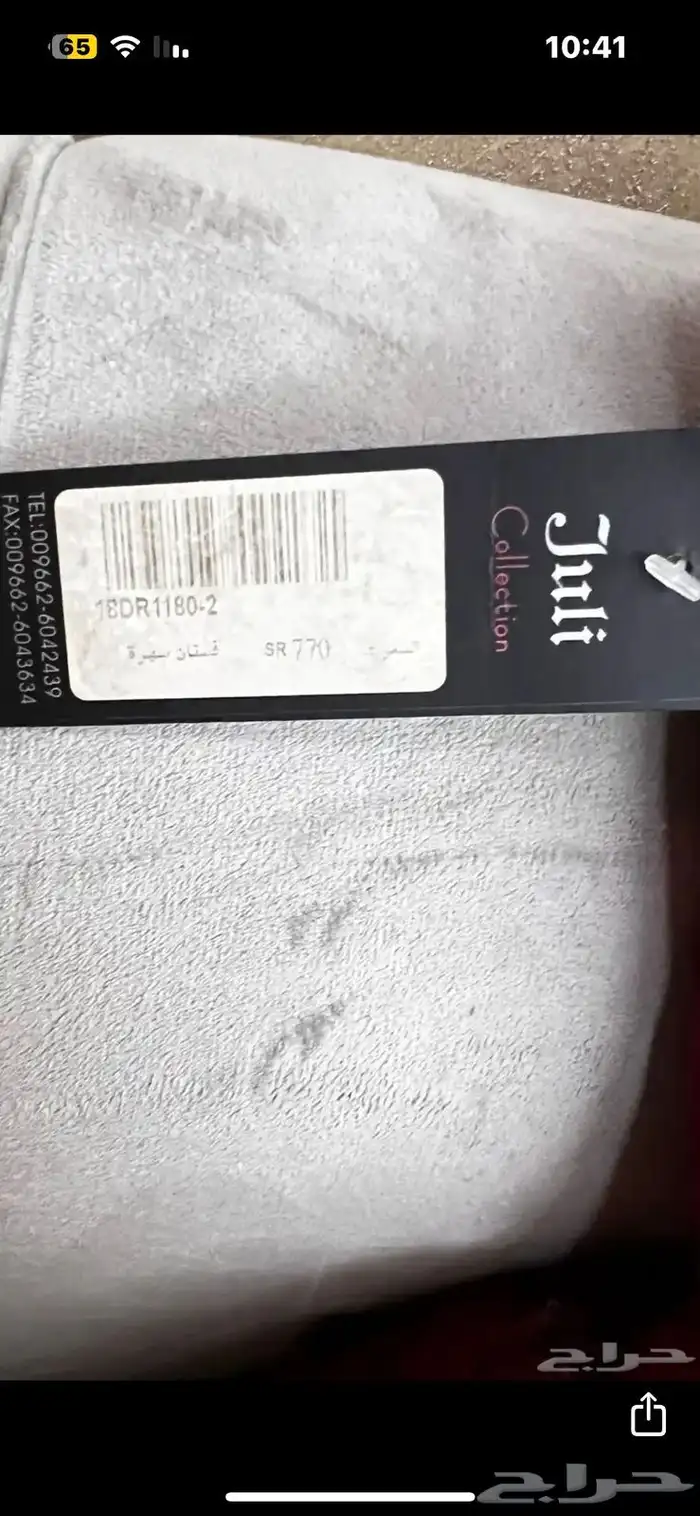 65
10:41
Juli
Collection
18DR1180-2
السعر
SR 770
فستان سهرة
TEL:009662-6042439
FAX:009662-6043634
حراج
حراج